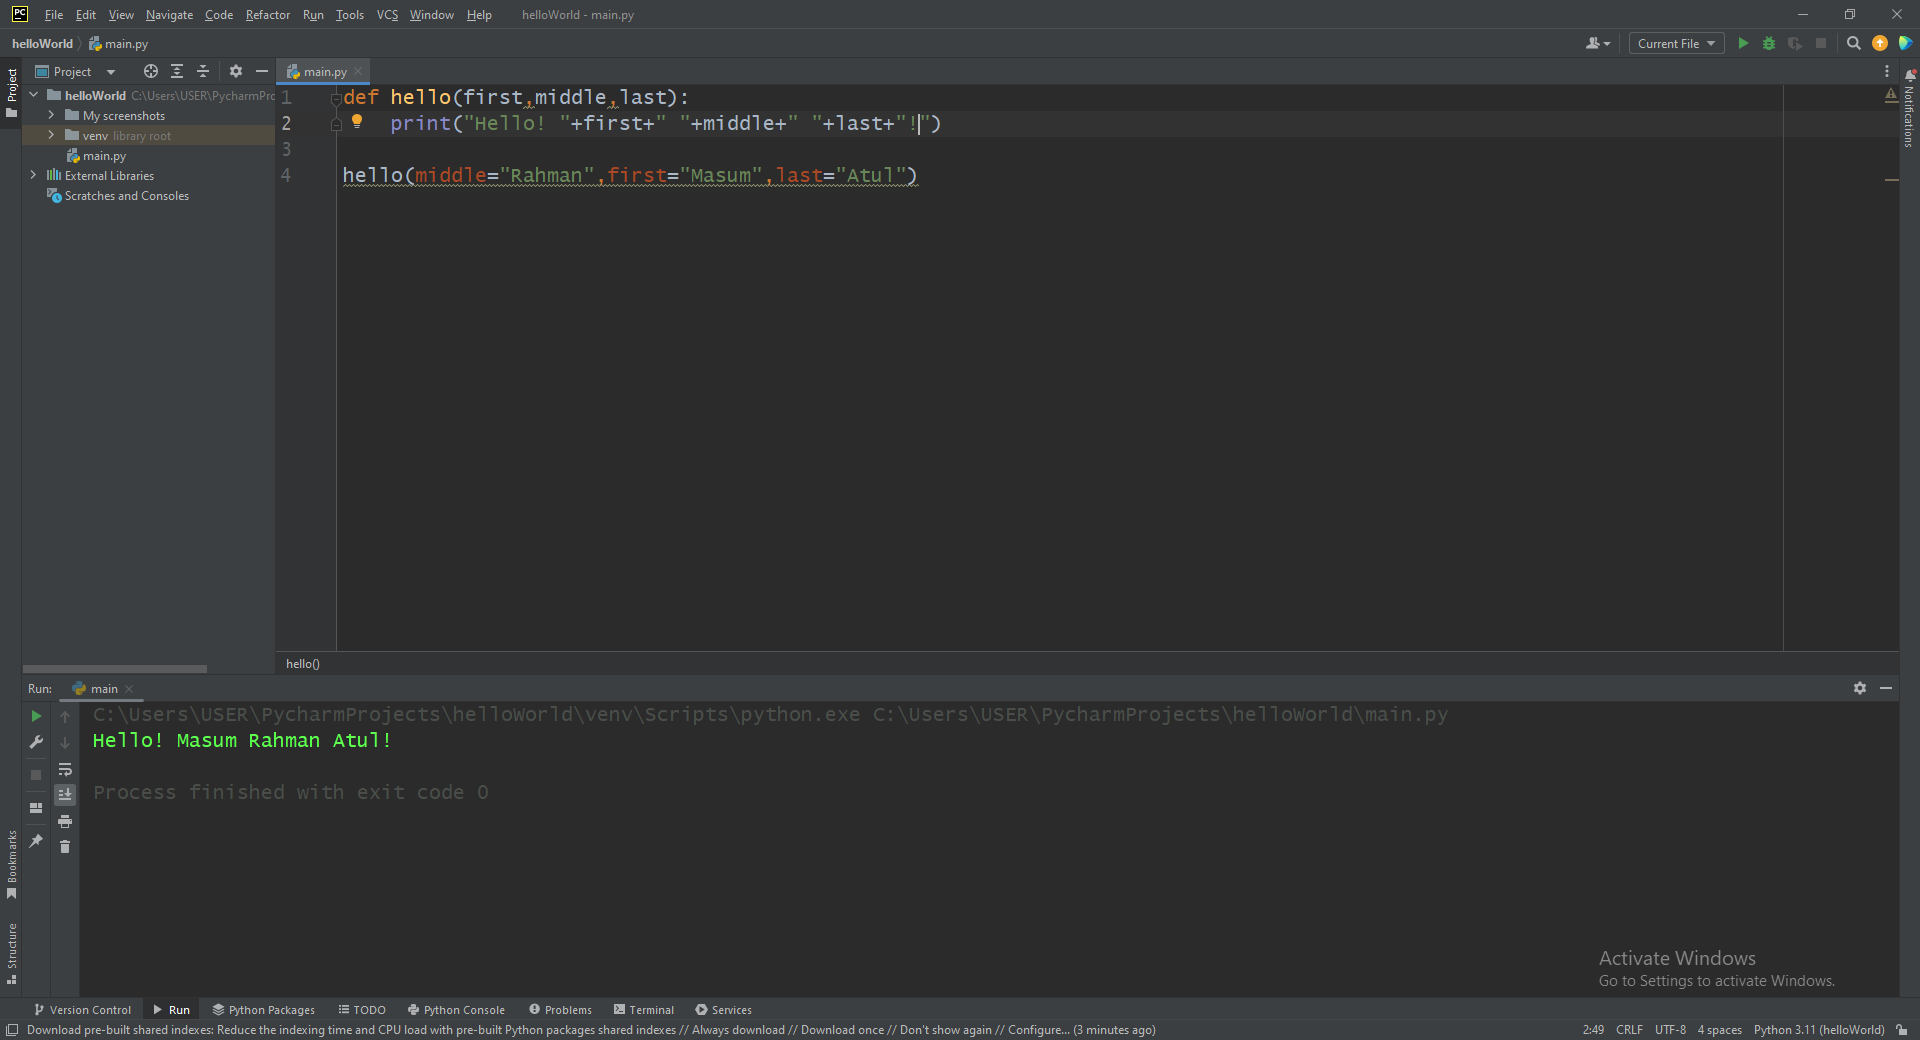 PC File Edit View Navigate Code Refactor Run Tools VCS Window Help helloWorld - main.py
helloWorld main.py Current File
Project
main.py
Project
Notifications
helloWorld C:\Users\USER\PycharmPro
My screenshots
venv library root
main.py
External Libraries
Scratches and Consoles
1 def hello(first,middle,last):
2 print("Hello! "+first+" "+middle+" "+last+"!")
3
4 hello(middle="Rahman",first="Masum",last="Atul")
hello()
Run: main
C:\Users\USER\PycharmProjects\helloWorld\venv\Scripts\python.exe C:\Users\USER\PycharmProjects\helloWorld\main.py
Hello! Masum Rahman Atul!
Process finished with exit code 0
Bookmarks
Structure
Activate Windows
Go to Settings to activate Windows.
Version Control Run Python Packages TODO Python Console Problems Terminal Services
Download pre-built shared indexes: Reduce the indexing time and CPU load with pre-built Python packages shared indexes // Always download // Download once // Don't show again // Configure... (3 minutes ago) 2:49 CRLF UTF-8 4 spaces Python 3.11 (helloWorld)